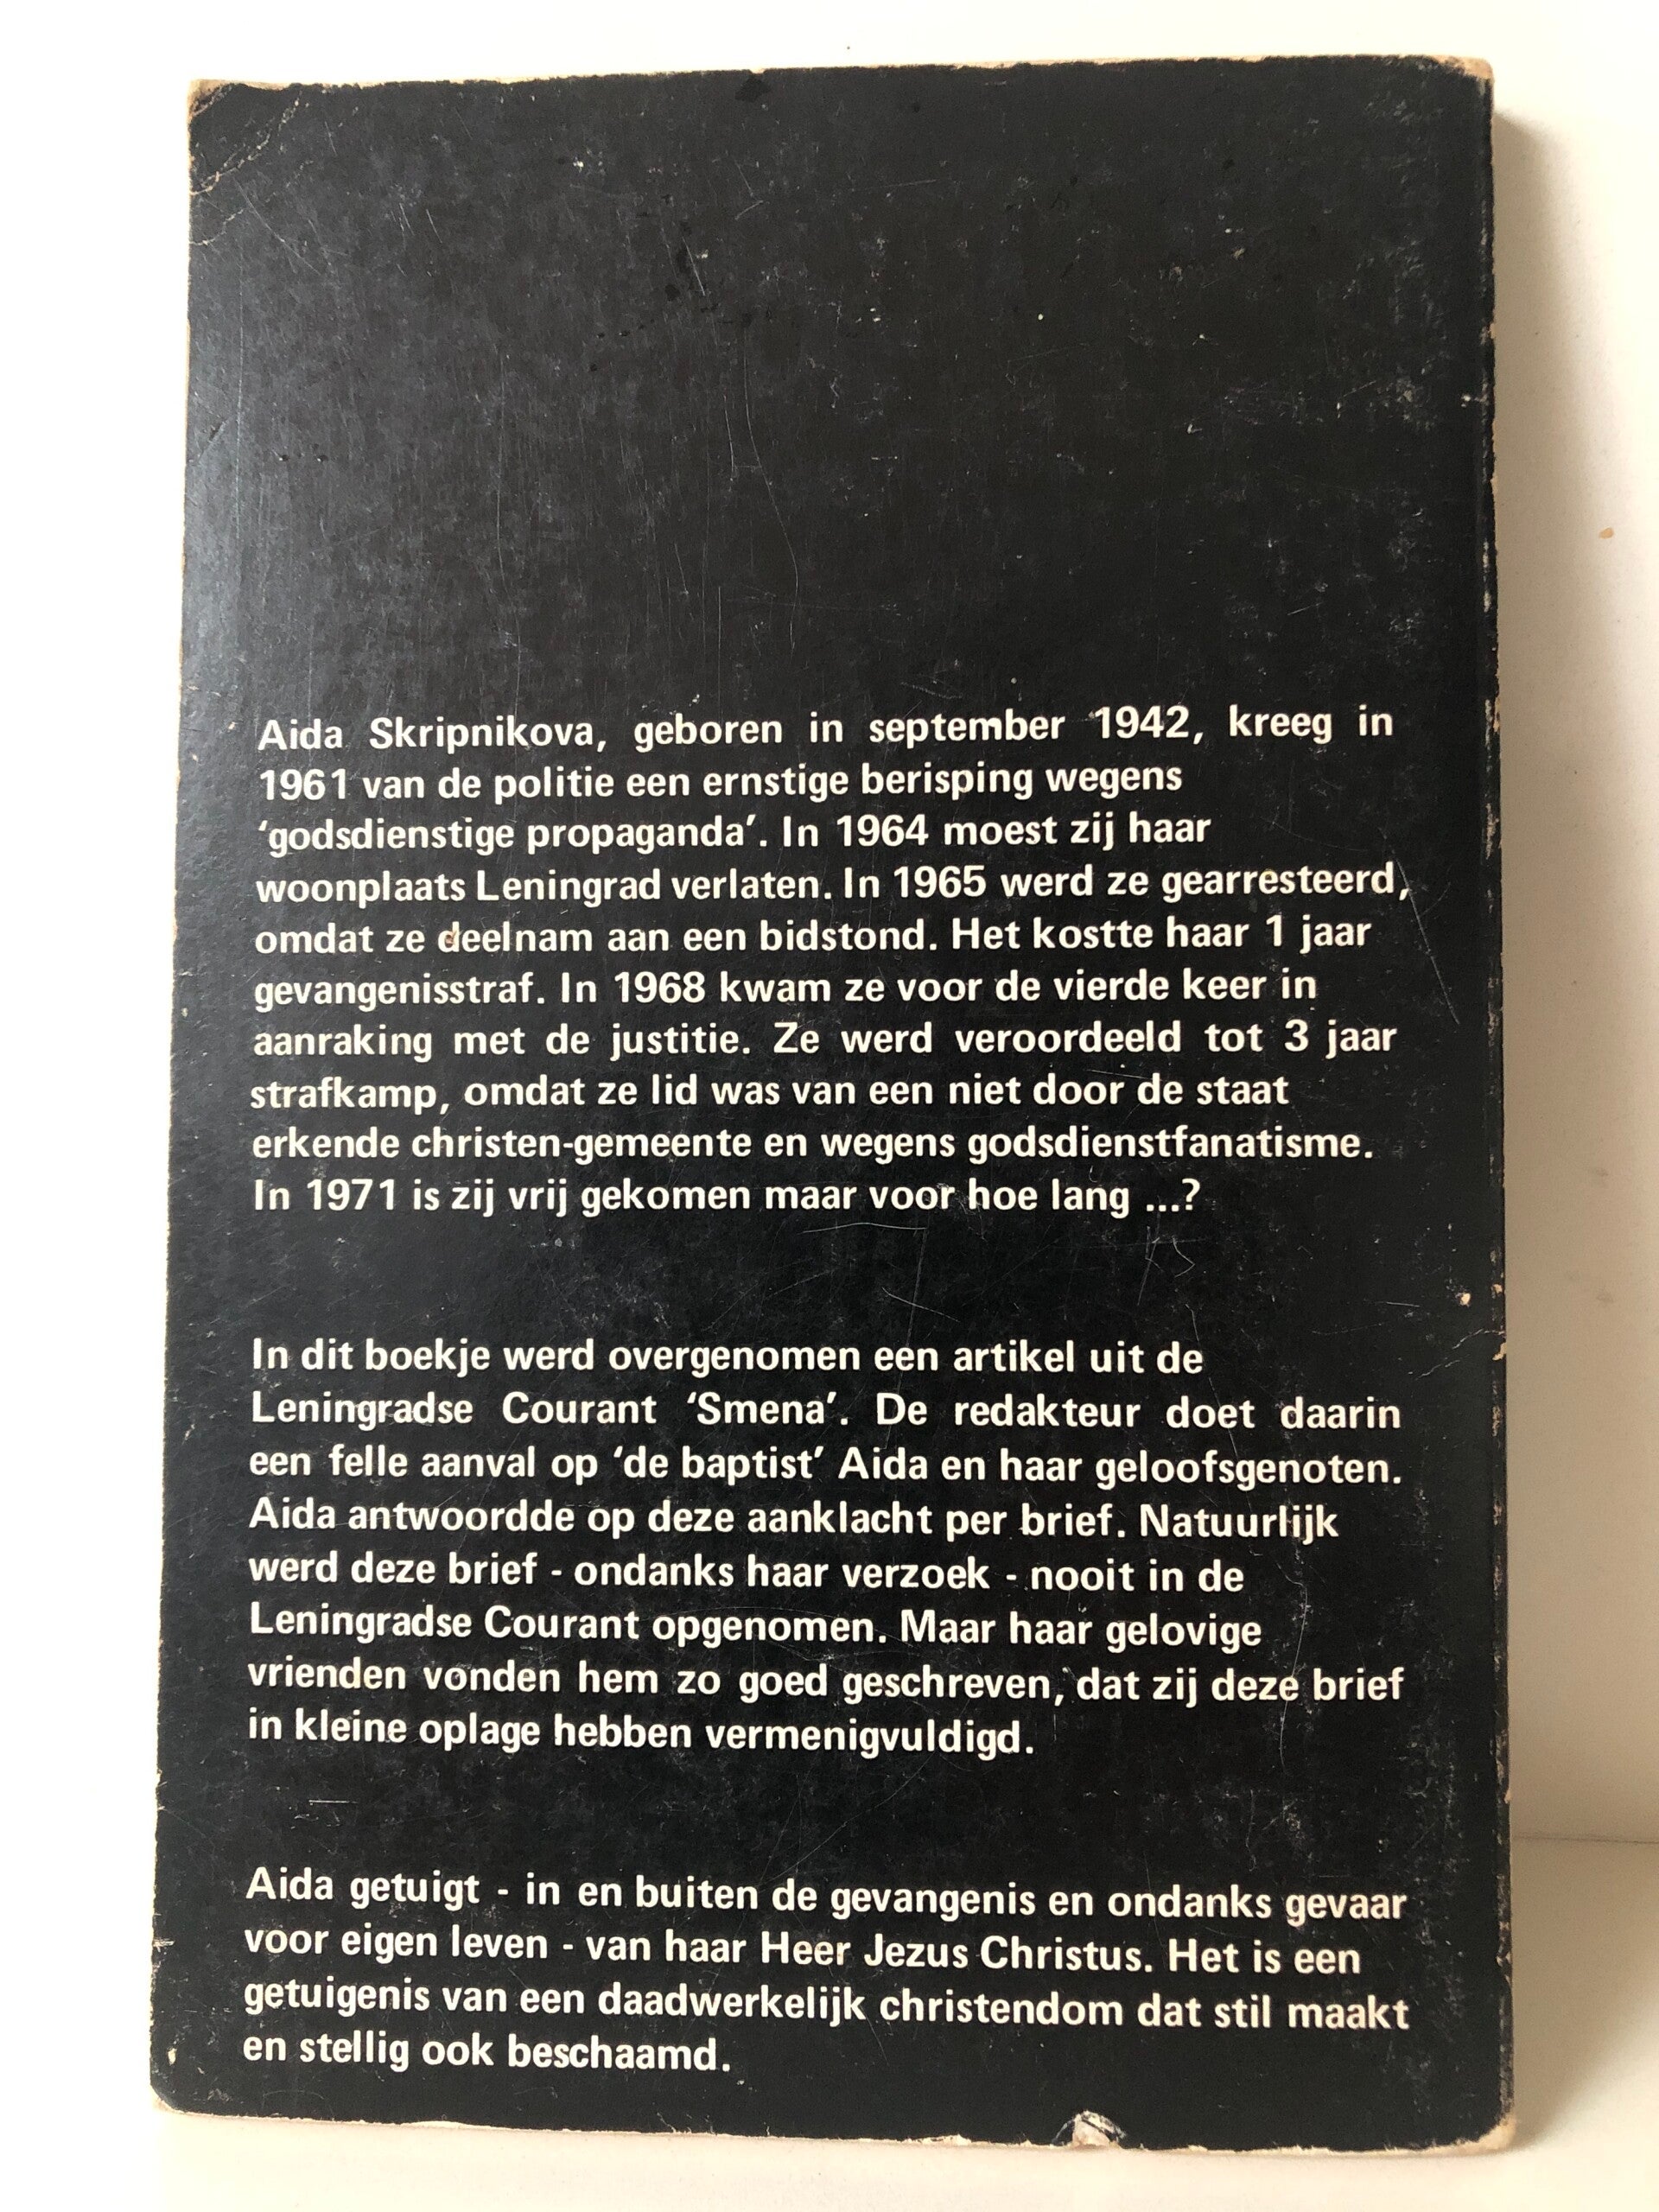 Aida Skripnikova, geboren in september 1942, kreeg in
1961 van de politie een ernstige berisping wegens
‘godsdienstige propaganda’. In 1964 moest zij haar
woonplaats Leningrad verlaten. In 1965 werd ze gearresteerd,
omdat ze deelnam aan een bidstond. Het kostte haar 1 jaar
gevangenisstraf. In 1968 kwam ze voor de vierde keer in
aanraking met de justitie. Ze werd veroordeeld tot 3 jaar
strafkamp, omdat ze lid was van een niet door de staat
erkende christen-gemeente en wegens godsdienstfanatisme.
In 1971 is zij vrij gekomen maar voor hoe lang ...?
In dit boekje werd overgenomen een artikel uit de
Leningradse Courant ‘Smena’. De redakteur doet daarin
een felle aanval op ‘de baptist’ Aida en haar geloofsgenoten.
Aida antwoordde op deze aanklacht per brief. Natuurlijk
werd deze brief - ondanks haar verzoek - nooit in de
Leningradse Courant opgenomen. Maar haar gelovige
vrienden vonden hem zo goed geschreven, dat zij deze brief
in kleine oplage hebben vermenigvuldigd.
Aida getuigt - in en buiten de gevangenis en ondanks gevaar
voor eigen leven - van haar Heer Jezus Christus. Het is een
getuigenis van een daadwerkelijk christendom dat stil maakt
en stellig ook beschaamd.